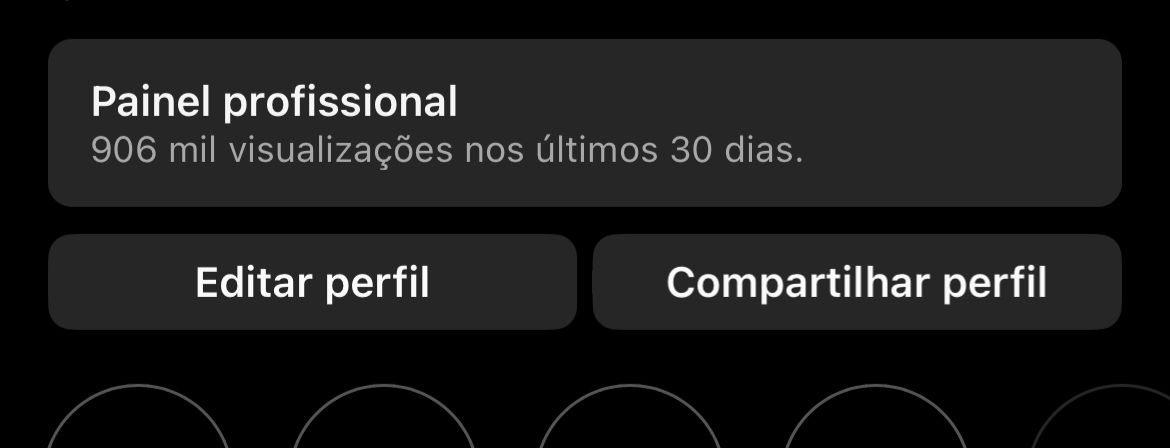 Painel profissional
906 mil visualizações nos últimos 30 dias.
Editar perfil
Compartilhar perfil